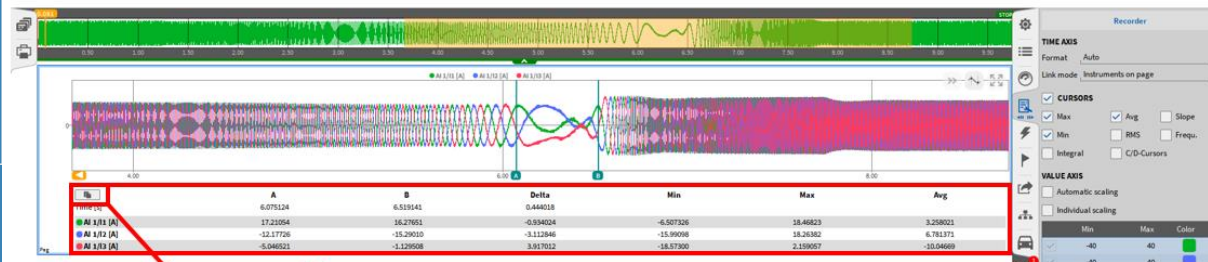 STOP
0.50 1.00 1.50 2.00 2.50 3.00 3.50 4.00 4.50 5.00 5.50 6.00 6.50 7.00 7.50 8.00 8.50 9.00 9.50
AI 1/I1 [A] AI 1/I2 [A] AI 1/I3 [A]
0
4.00 6.00 A B 8.00
A B Delta Min Max Avg
Time [s] 6.075124 6.519141 0.444018
AI 1/I1 [A] 17.21054 16.27651 -0.934024 -6.507326 18.46823 3.258021
AI 1/I2 [A] -12.17726 -15.29010 -3.112846 -15.99098 18.26382 6.781371
AI 1/I3 [A] -5.046521 -1.129508 3.917012 -18.57300 2.159057 -10.04669
Recorder
TIME AXIS
Format Auto
Link mode Instruments on page
CURSORS
Max Avg Slope
Min RMS Frequ.
Integral C/D-Cursors
VALUE AXIS
Automatic scaling
Individual scaling
Min Max Color
-40 40
-40 40